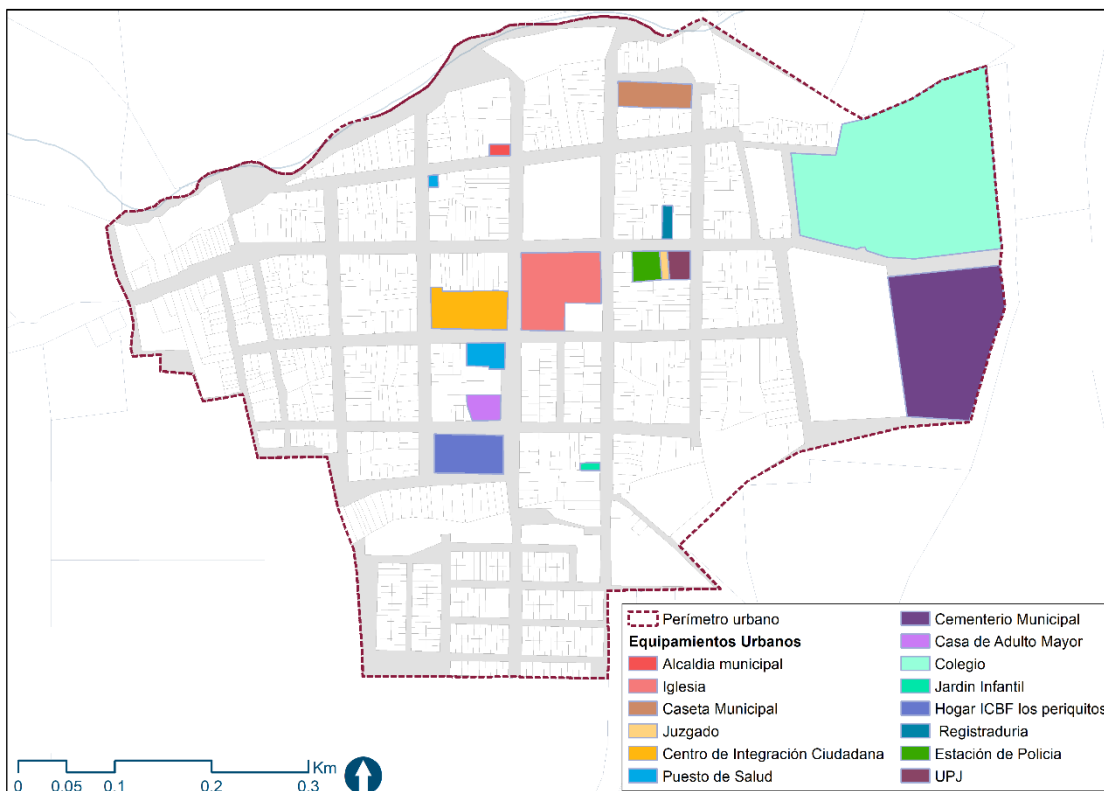 Perímetro urbano
Equipamientos Urbanos
Alcaldia municipal
Iglesia
Caseta Municipal
Juzgado
Centro de Integración Ciudadana
Puesto de Salud
Cementerio Municipal
Casa de Adulto Mayor
Colegio
Jardin Infantil
Hogar ICBF los periquitos
Registraduria
Estación de Policia
UPJ
Km
0 0.05 0.1 0.2 0.3